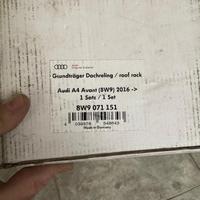 Audi
Grundträger Dachreling / roof rack
Audi A4 Avant (8W9) 2016 ->
1 Satz / 1 Set
8W9 071 151
Made in Germany